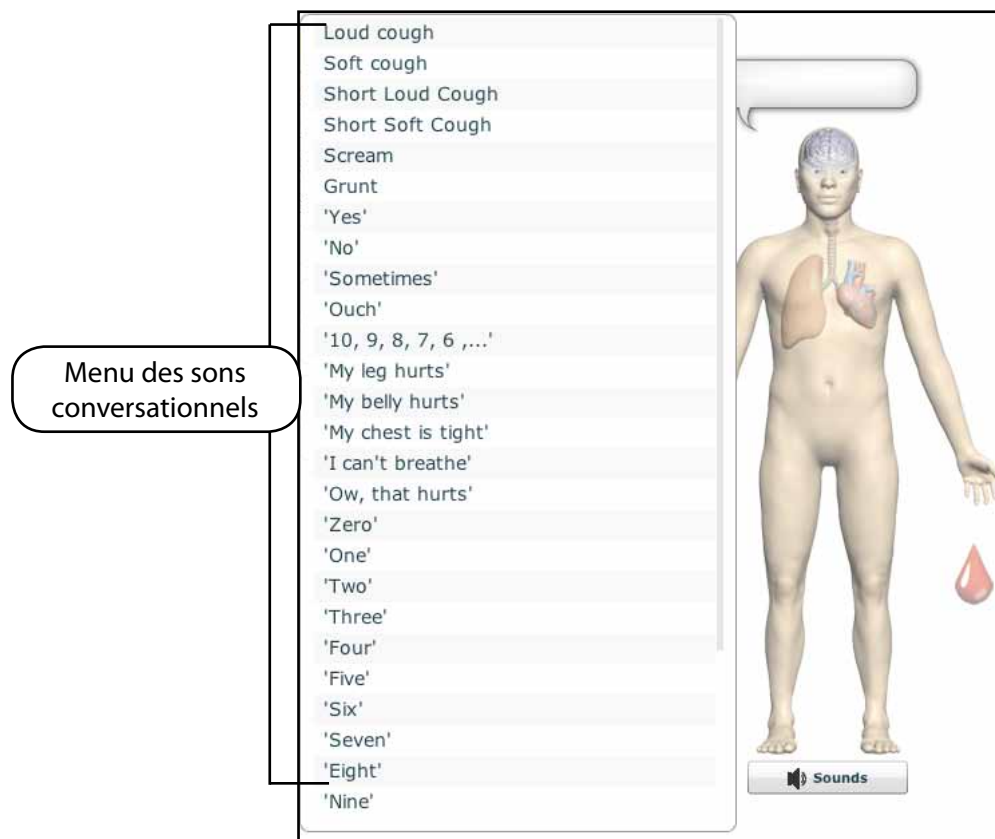 Loud cough
Soft cough
Short Loud Cough
Short Soft Cough
Scream
Grunt
'Yes'
'No'
'Sometimes'
'Ouch'
'10, 9, 8, 7, 6 ,...'
'My leg hurts'
'My belly hurts'
'My chest is tight'
'I can't breathe'
'Ow, that hurts'
'Zero'
'One'
'Two'
'Three'
'Four'
'Five'
'Six'
'Seven'
'Eight'
'Nine'
Menu des sons
conversationnels
Sounds